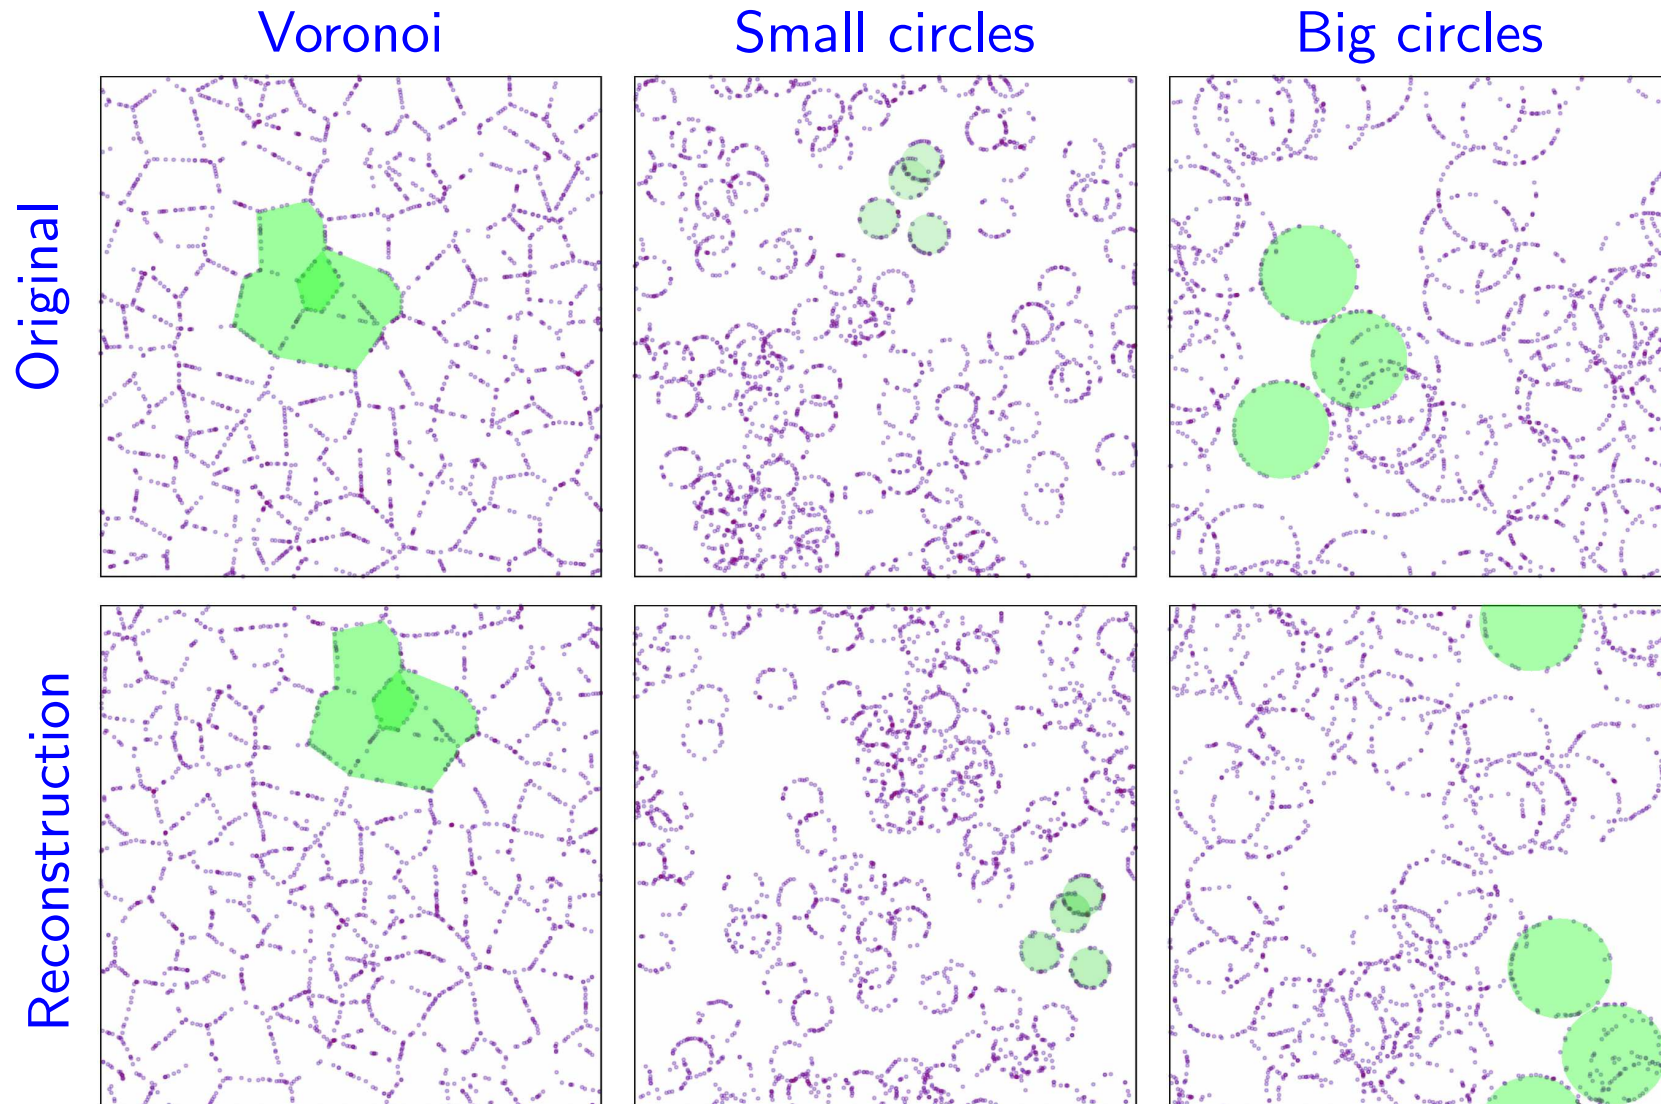 Voronoi
Small circles
Big circles
Original
Reconstruction